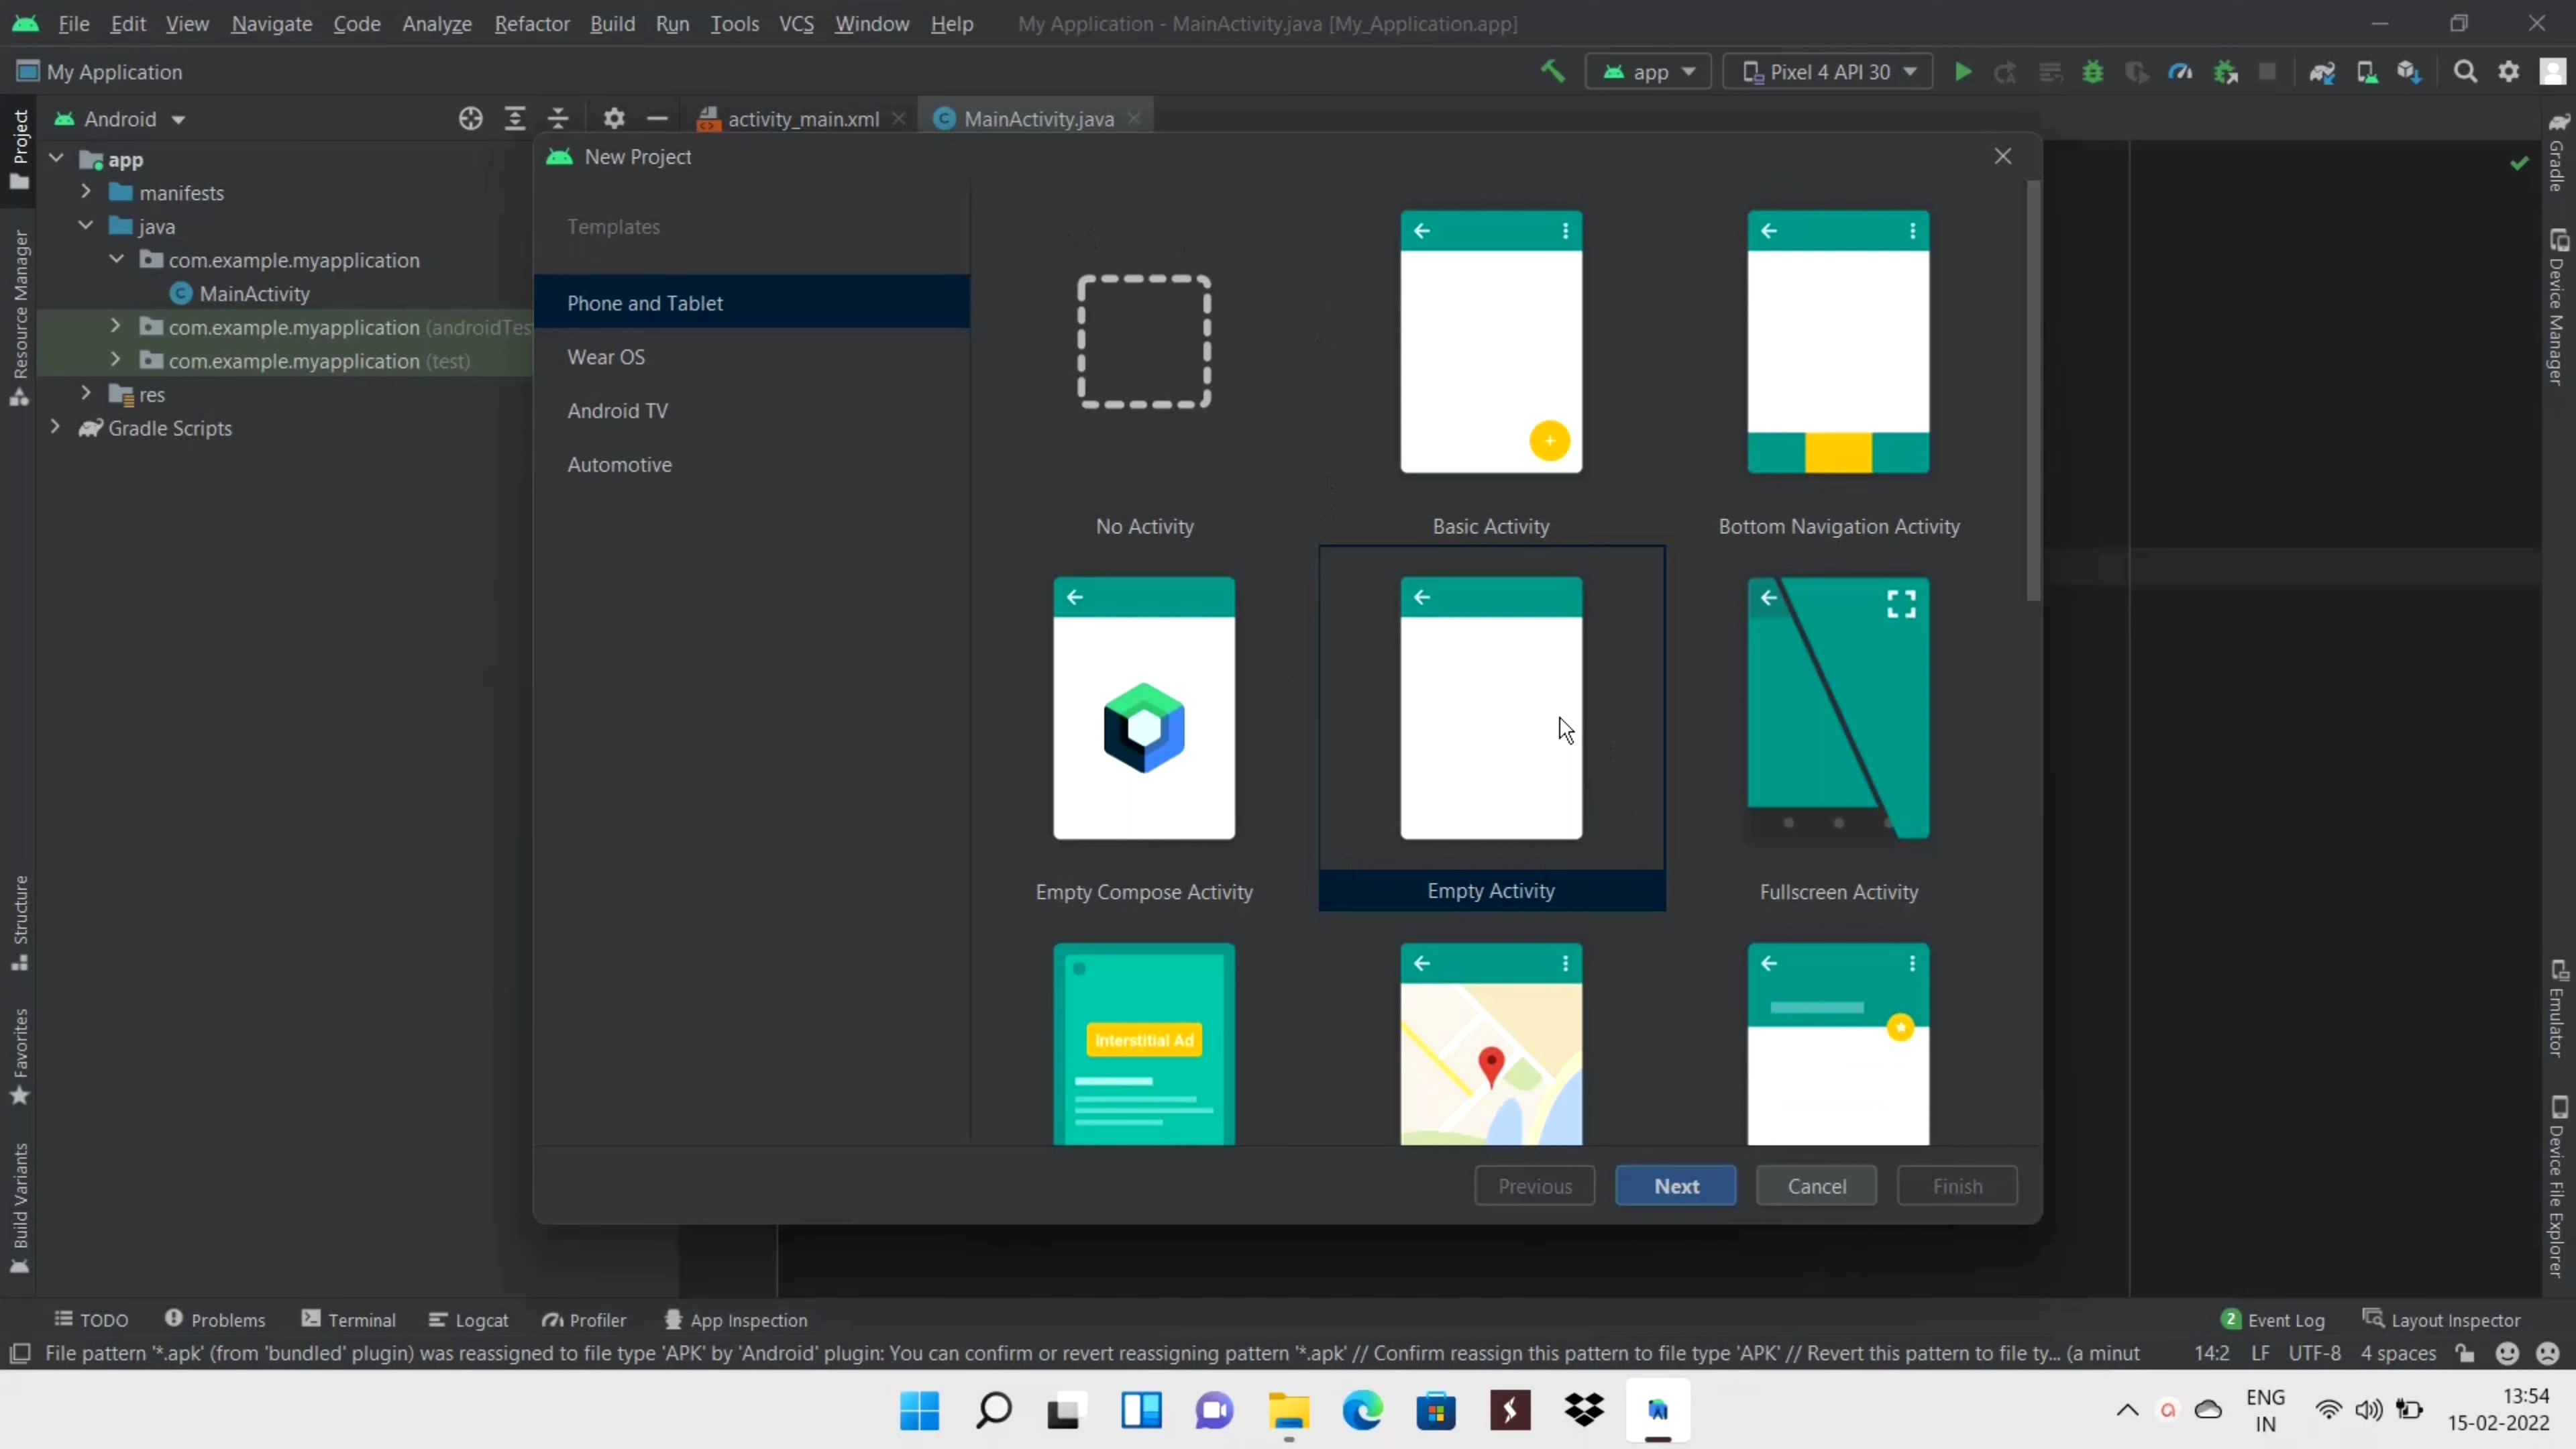 File Edit View Navigate Code Analyze Refactor Build Run Tools VCS Window Help My Application - MainActivity.java [My_Application.app]
My Application app Pixel 4 API 30
Project
Android activity_main.xml MainActivity.java
app
manifests
java
com.example.myapplication
MainActivity
com.example.myapplication (androidTes
com.example.myapplication (test)
res
Gradle Scripts
Resource Manager
Structure
Favorites
Build Variants
New Project
Templates
Phone and Tablet
Wear OS
Android TV
Automotive
No Activity Basic Activity Bottom Navigation Activity
Empty Compose Activity Empty Activity Fullscreen Activity
Interstitial Ad
Previous Next Cancel Finish
Gradle
Device Manager
Emulator
Device File Explorer
TODO Problems Terminal Logcat Profiler App Inspection 2 Event Log Layout Inspector
File pattern '*.apk' (from 'bundled' plugin) was reassigned to file type 'APK' by 'Android' plugin: You can confirm or revert reassigning pattern '*.apk' // Confirm reassign this pattern to file type 'APK' // Revert this pattern to file ty... (a minut 14:2 LF UTF-8 4 spaces
ENG 13:54
IN 15-02-2022